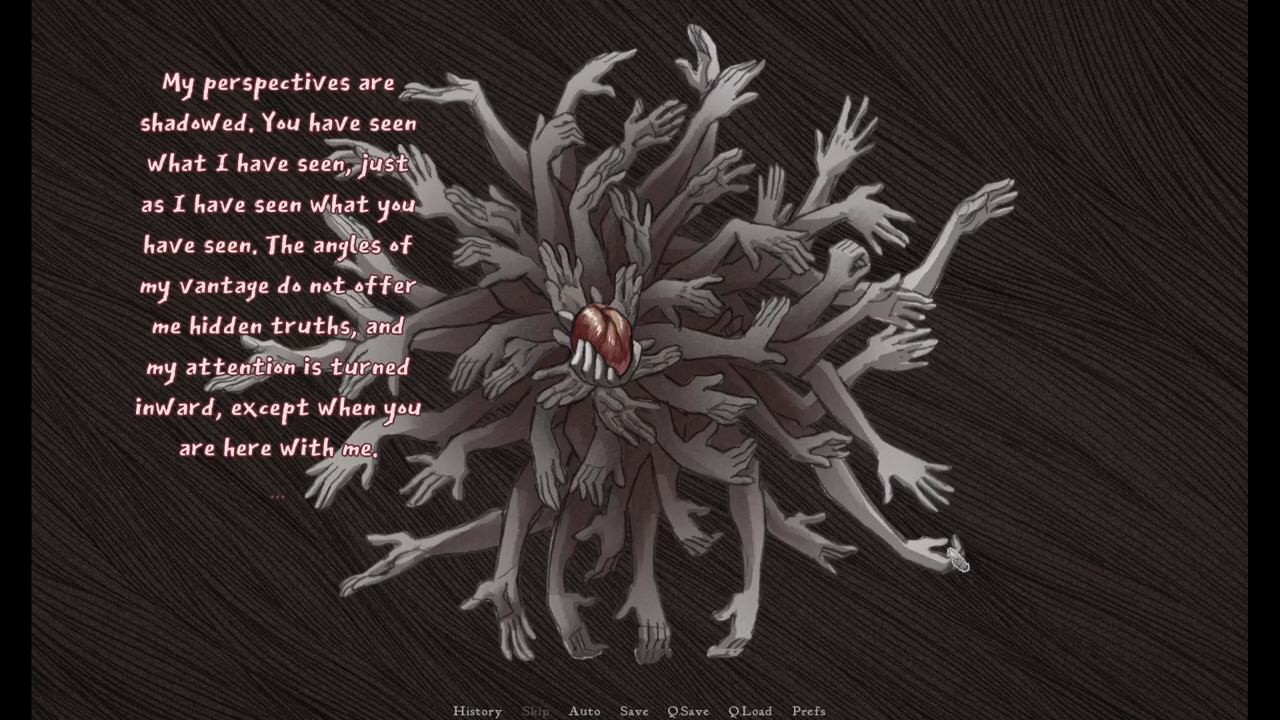 My perspectives are
shadowed. You have seen
what I have seen, just
as I have seen what you
have seen. The angles of
my vantage do not offer
me hidden truths, and
my attention is turned
inward, except when you
are here with me.
...
History Skip Auto Save Q.Save Q.Load Prefs